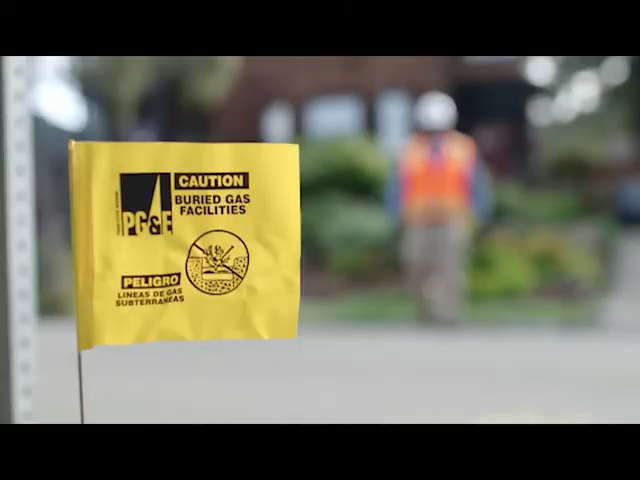 PG&E
CAUTION
BURIED GAS
FACILITIES
PELIGRO
LINEAS DE GAS
SUBTERRANEAS